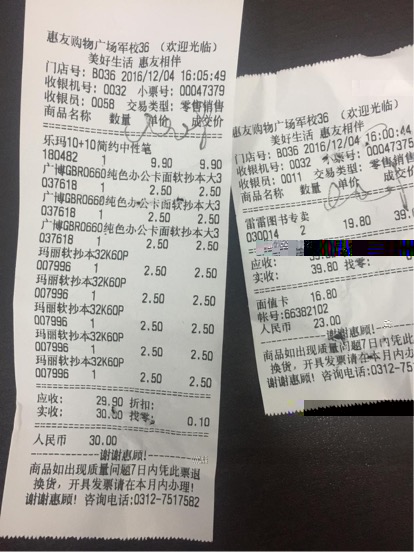 惠友购物广场军校36 (欢迎光临)
美好生活 惠友相伴
门店号: B036 2016/12/04 16:05:49
收银机号: 0032 小票号: 00047379
收银员: 0058 交易类型: 零售销售
商品名称 数量 单价 成交价
乐玛10+10简约中性笔
180482 1 9.90 9.90
广博GBR0660纯色办公卡面软抄本大3
037618 1 2.50 2.50
广博GBR0660纯色办公卡面软抄本大3
037618 1 2.50 2.50
广博GBR0660纯色办公卡面软抄本大3
037618 1 2.50 2.50
玛丽软抄本32K60P
007996 1 2.50 2.50
玛丽软抄本32K60P
007996 1 2.50 2.50
玛丽软抄本32K60P
007996 1 2.50 2.50
玛丽软抄本32K60P
007996 1 2.50 2.50
玛丽软抄本32K60P
007996 1 2.50 2.50
应收: 29.90 折扣:
实收: 30.00 找零: 0.10
人民币 30.00
谢谢惠顾!
商品如出现质量问题7日内凭此票退
换货, 开具发票请在本月内办理!
谢谢惠顾! 咨询电话:0312-7517582
惠友购物广场军校36 (欢迎光临)
美好生活 惠友相伴
门店号: B036 2016/12/04 16:00:44
收银机号: 0032 小票号:
收银员: 0011 交易类型: 零售销售
商品名称 数量 单价 成交价
雷雷图书专卖
030014 2 19.80
应收: 39.60
实收: 39.80 找零:
面值卡 16.80
帐号:66382102
人民币 23.00
谢谢惠顾!
商品如出现质量问题7日内凭此
换货, 开具发票请在本月内办
谢谢惠顾! 咨询电话:0312-7